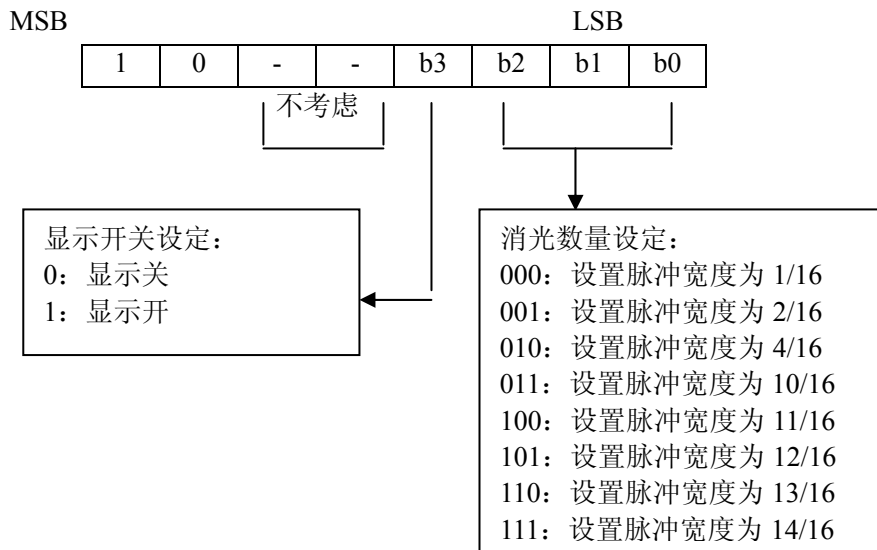 MSB LSB
1 0 - - b3 b2 b1 b0
不考虑
显示开关设定：
0：显示关
1：显示开
消光数量设定：
000：设置脉冲宽度为 1/16
001：设置脉冲宽度为 2/16
010：设置脉冲宽度为 4/16
011：设置脉冲宽度为 10/16
100：设置脉冲宽度为 11/16
101：设置脉冲宽度为 12/16
110：设置脉冲宽度为 13/16
111：设置脉冲宽度为 14/16